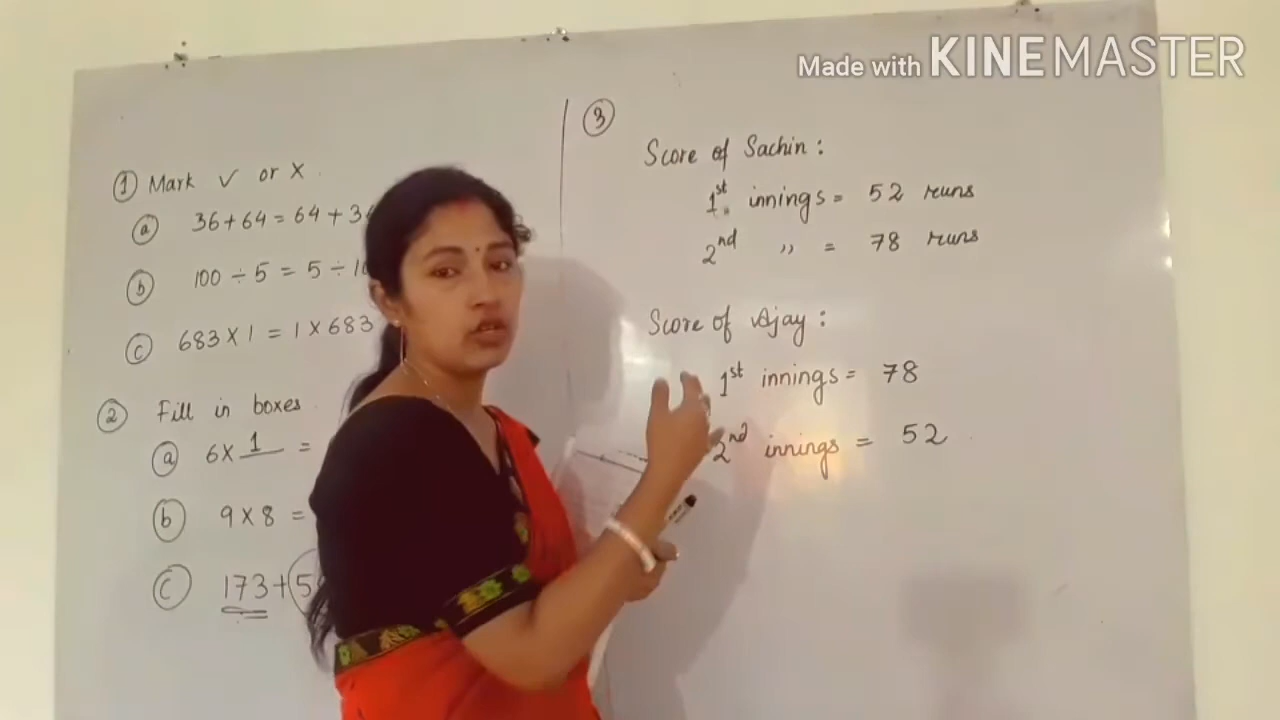 Made with KINEMASTER
① Mark ✓ or X
ⓐ 36+64 = 64+3
ⓑ 100 ÷ 5 = 5 ÷ 10
ⓒ 683 X 1 = 1 X 683
② Fill in boxes
ⓐ 6 X 1 =
ⓑ 9 X 8 =
ⓒ 173 + 5
③
Score of Sachin :
1st innings = 52 runs
2nd ,, = 78 runs
Score of Ajay :
1st innings = 78
2nd innings = 52